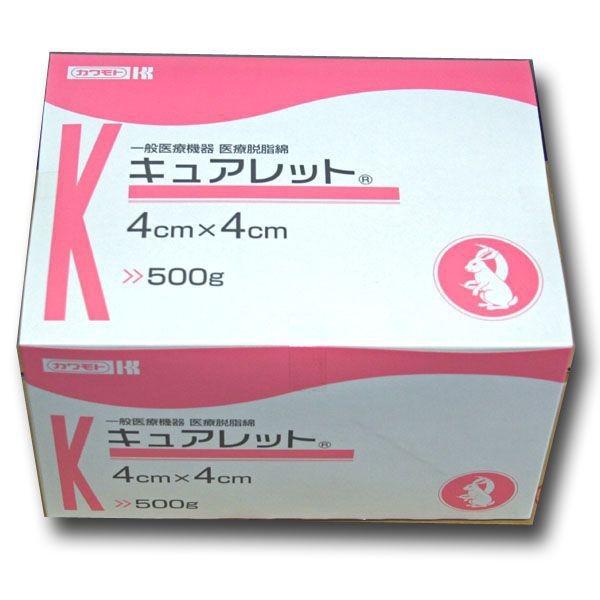 カワモト
K
一般医療機器 医療脱脂綿
キュアレット®
4cm×4cm
>>500g
カワモト
K
一般医療機器 医療脱脂綿
キュアレット®
4cm×4cm
>>500g